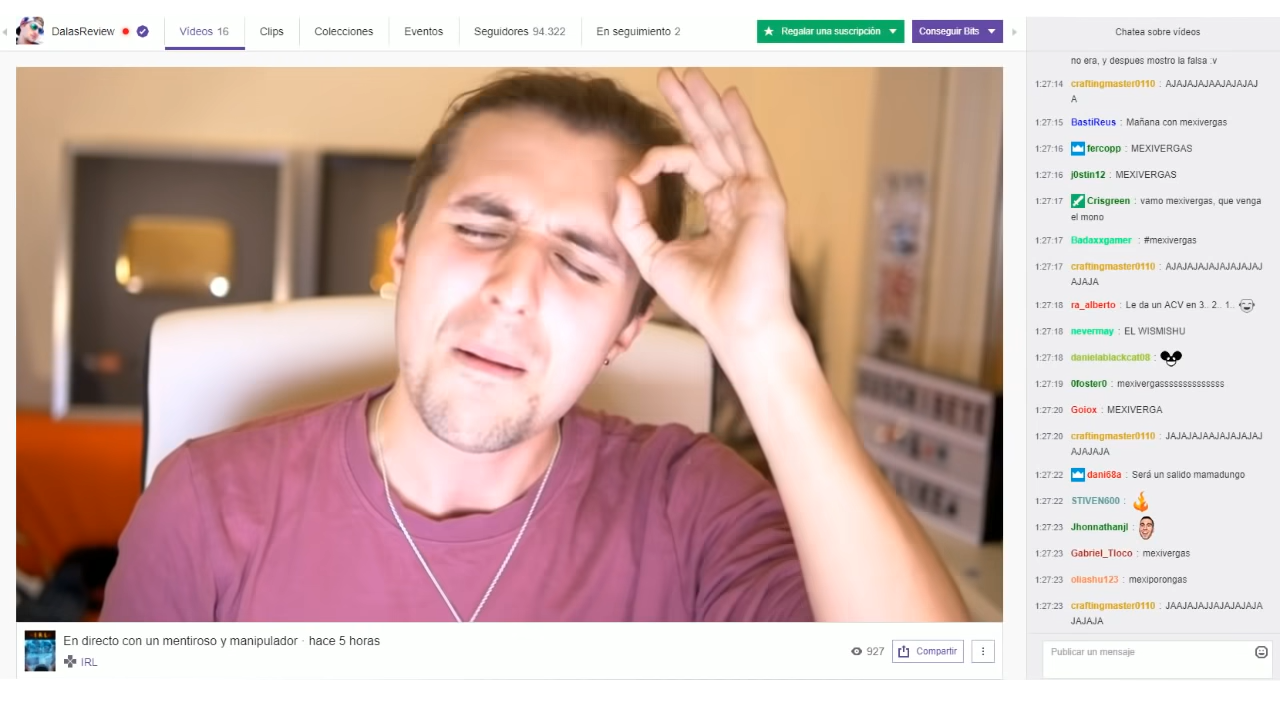 DalasReview
Vídeos 16
Clips
Colecciones
Eventos
Seguidores 94.322
En seguimiento 2
Regalar una suscripción
Conseguir Bits
Chatea sobre vídeos
no era, y despues mostro la falsa :v
1:27:14 craftingmaster0110 : AJAJAJAJAAJAJAJAJ
A
1:27:15 BastiReus : Mañana con mexivergas
1:27:16 fercopp : MEXIVERGAS
1:27:16 j0stin12 : MEXIVERGAS
1:27:17 Crisgreen : vamo mexivergas, que venga
el mono
1:27:17 Badaxxgamer : #mexivergas
1:27:17 craftingmaster0110 : AJAJAJAJAJAJAJAJAJ
AJAJA
1:27:18 ra_alberto : Le da un ACV en 3.. 2.. 1..
1:27:18 nevermay : EL WISMISHU
1:27:18 danielablackcat08 :
1:27:19 0foster0 : mexivergasssssssssssss
1:27:20 Goiox : MEXIVERGA
1:27:20 craftingmaster0110 : JAJAJAJAAJAJAJAJAJ
AJAJAJA
1:27:22 dani68a : Será un salido mamadungo
1:27:22 STIVEN600 :
1:27:23 Jhonnathanjl :
1:27:23 Gabriel_Tloco : mexivergas
1:27:23 oliashu123 : mexiporongas
1:27:23 craftingmaster0110 : JAAJAJAJJAJAJAJAJA
JAJAJA
SUSCRIBETE
En directo con un mentiroso y manipulador · hace 5 horas
IRL
927
Compartir
Publicar un mensaje